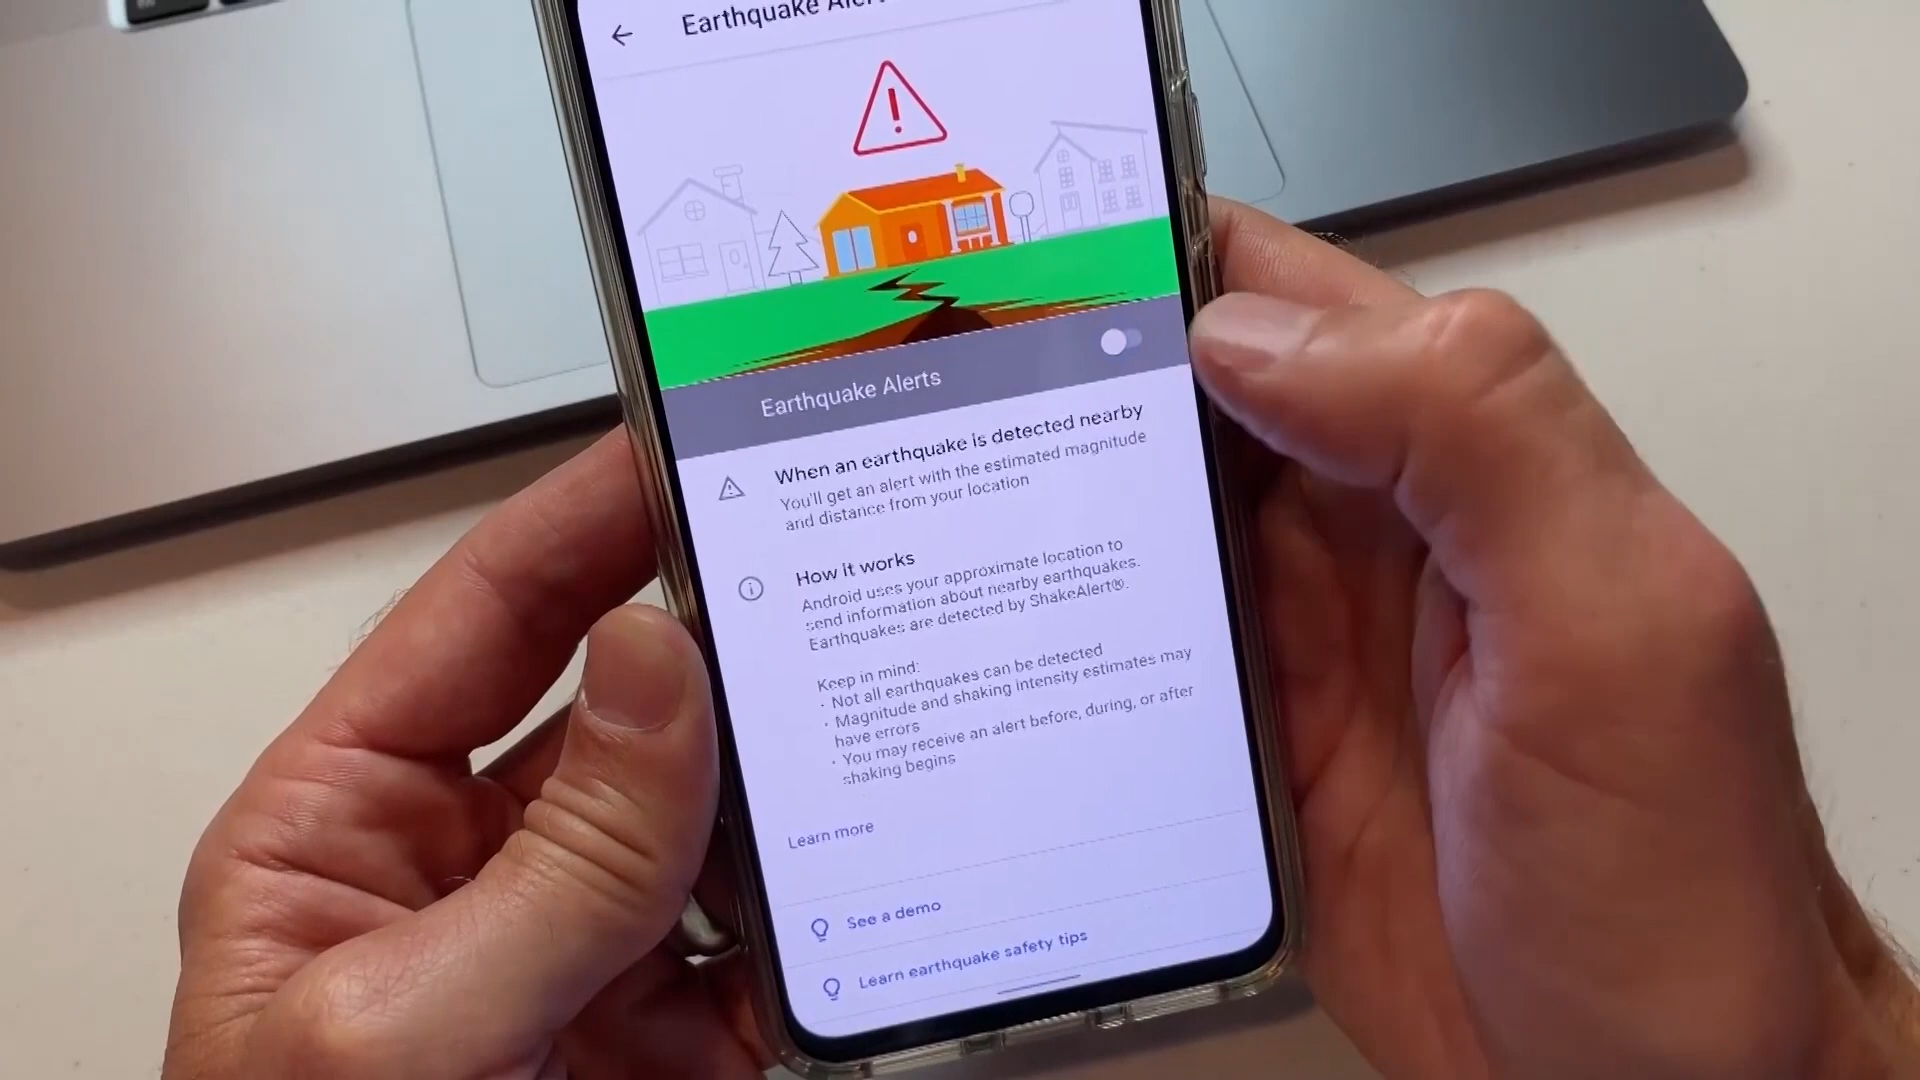 Earthquake
Earthquake Alerts
When an earthquake is detected nearby
You'll get an alert with the estimated magnitude
and distance from your location
How it works
Android uses your approximate location to
send information about nearby earthquakes.
Earthquakes are detected by ShakeAlert®.
Keep in mind:
· Not all earthquakes can be detected
· Magnitude and shaking intensity estimates may
have errors
· You may receive an alert before, during, or after
shaking begins
Learn more
See a demo
Learn earthquake safety tips